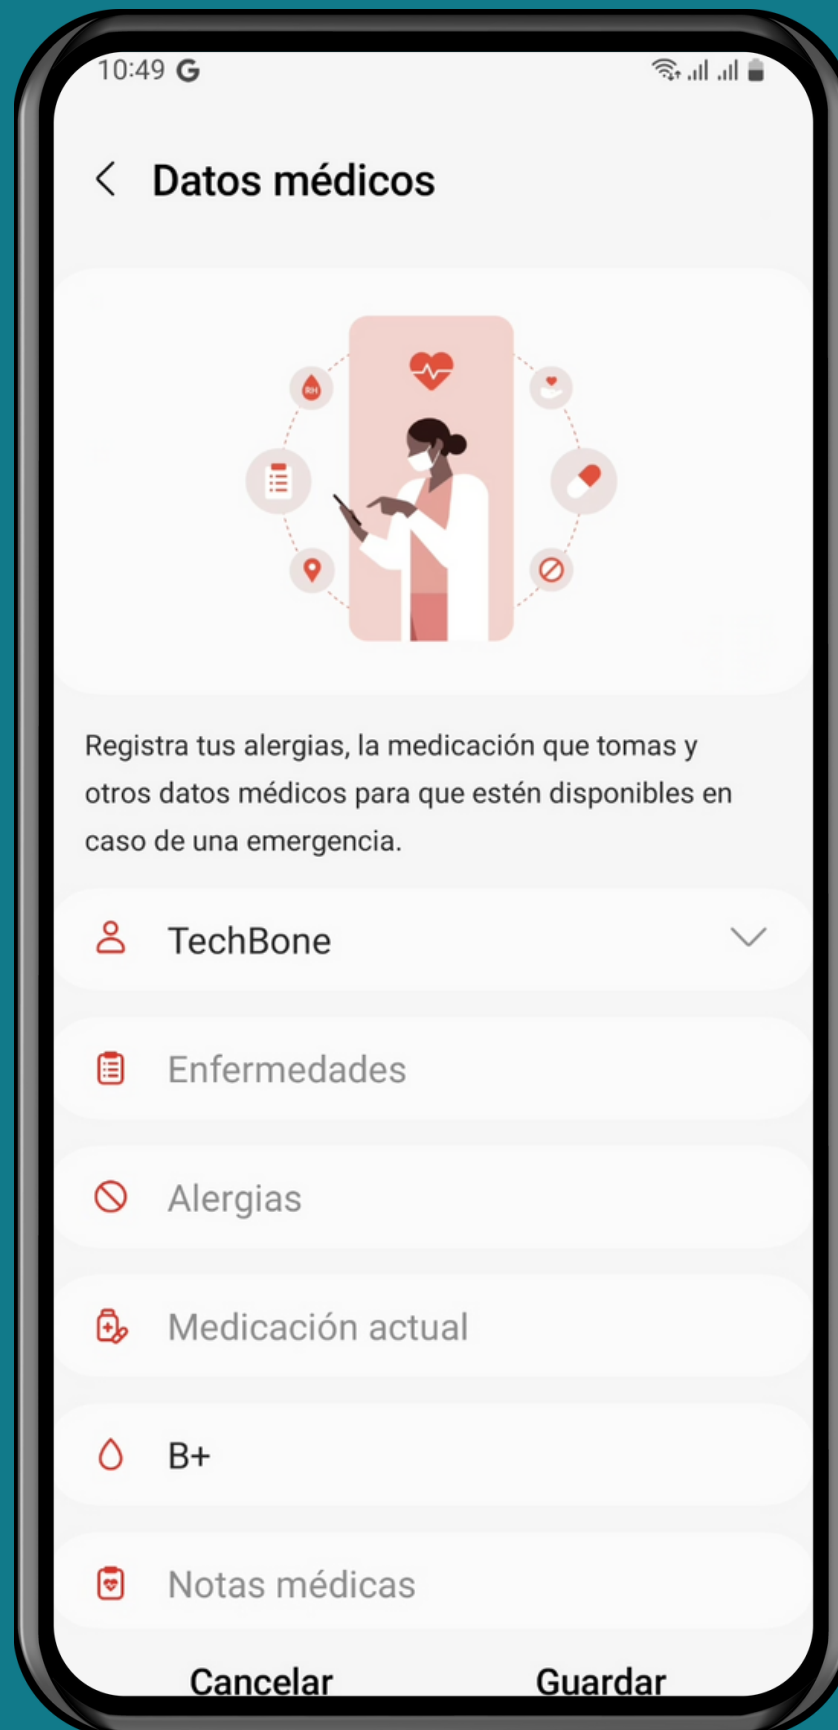 10:49 G
Datos médicos
RH
Registra tus alergias, la medicación que tomas y
otros datos médicos para que estén disponibles en
caso de una emergencia.
TechBone
Enfermedades
Alergias
Medicación actual
B+
Notas médicas
Cancelar Guardar